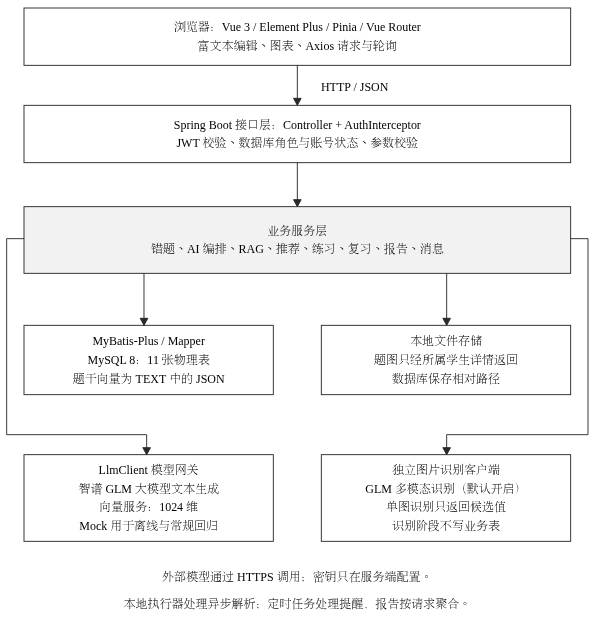 浏览器：Vue 3 / Element Plus / Pinia / Vue Router
富文本编辑、图表、Axios 请求与轮询
HTTP / JSON
Spring Boot 接口层：Controller + AuthInterceptor
JWT 校验、数据库角色与账号状态、参数校验
业务服务层
错题、AI 编排、RAG、推荐、练习、复习、报告、消息
MyBatis-Plus / Mapper
MySQL 8：11 张物理表
题干向量为 TEXT 中的 JSON
本地文件存储
题图只经所属学生详情返回
数据库保存相对路径
LlmClient 模型网关
智谱 GLM 大模型文本生成
向量服务：1024 维
Mock 用于离线与常规回归
独立图片识别客户端
GLM 多模态识别（默认开启）
单图识别只返回候选值
识别阶段不写业务表
外部模型通过 HTTPS 调用；密钥只在服务端配置。
本地执行器处理异步解析；定时任务处理提醒，报告按请求聚合。